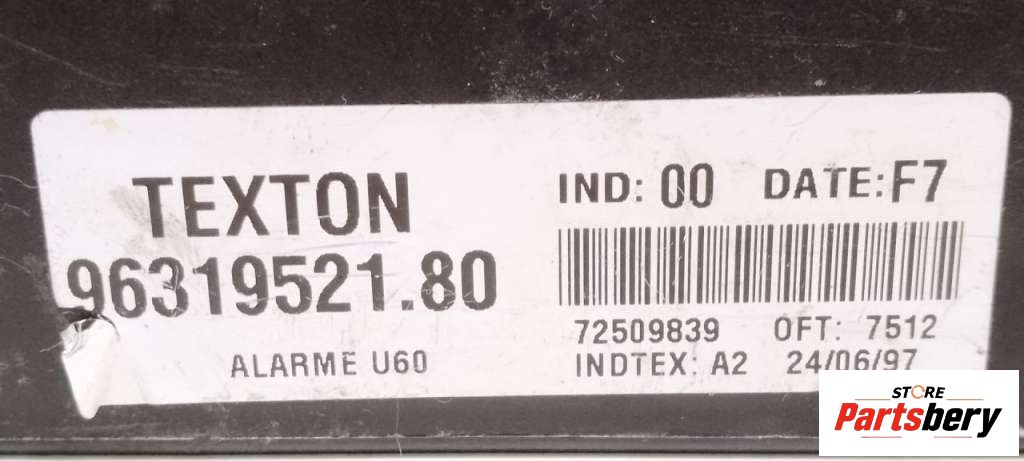 TEXTON
96319521.80
ALARME U60
IND: 00 DATE: F7
72509839 OFT: 7512
INDTEX: A2 24/06/97
STORE
Partsbery